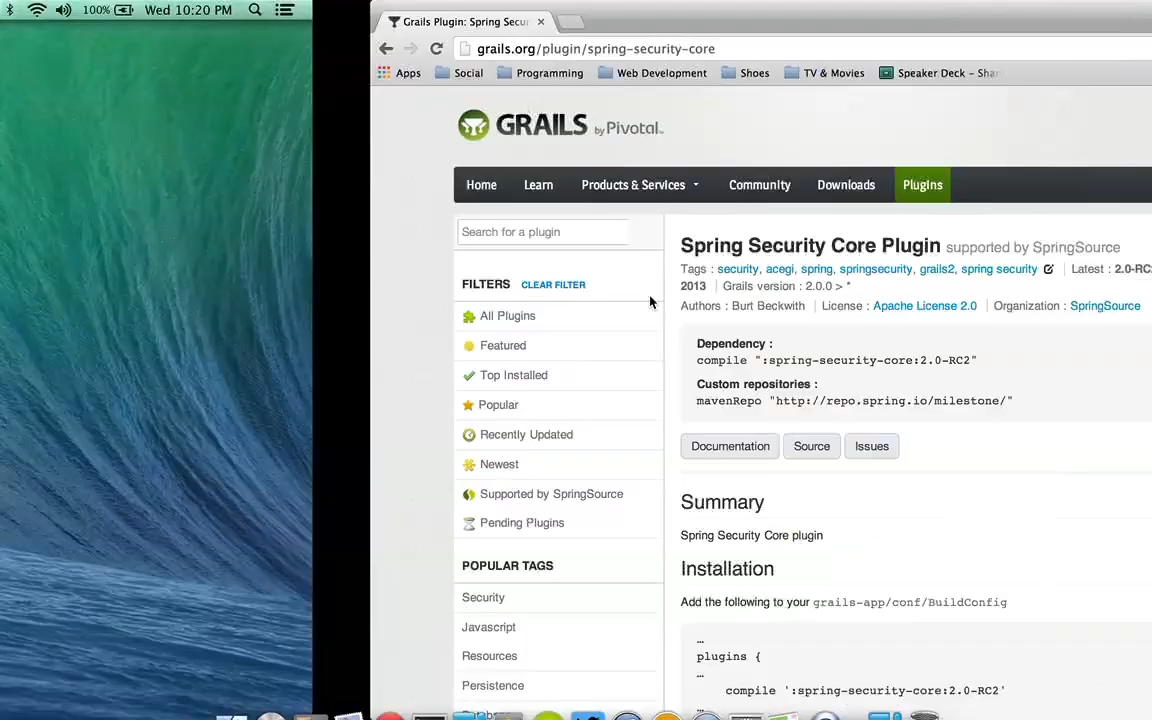 100% Wed 10:20 PM
Grails Plugin: Spring Secu
grails.org/plugin/spring-security-core
Apps Social Programming Web Development Shoes TV & Movies Speaker Deck – Shar
GRAILS by Pivotal
Home Learn Products & Services Community Downloads Plugins
Search for a plugin
FILTERS CLEAR FILTER
All Plugins
Featured
Top Installed
Popular
Recently Updated
Newest
Supported by SpringSource
Pending Plugins
POPULAR TAGS
Security
Javascript
Resources
Persistence
Spring Security Core Plugin supported by SpringSource
Tags : security, acegi, spring, springsecurity, grails2, spring security | Latest : 2.0-RC
2013 | Grails version : 2.0.0 > *
Authors : Burt Beckwith | License : Apache License 2.0 | Organization : SpringSource
Dependency :
compile ":spring-security-core:2.0-RC2"
Custom repositories :
mavenRepo "http://repo.spring.io/milestone/"
Documentation Source Issues
Summary
Spring Security Core plugin
Installation
Add the following to your grails-app/conf/BuildConfig
…
plugins {
…
compile ':spring-security-core:2.0-RC2'
…